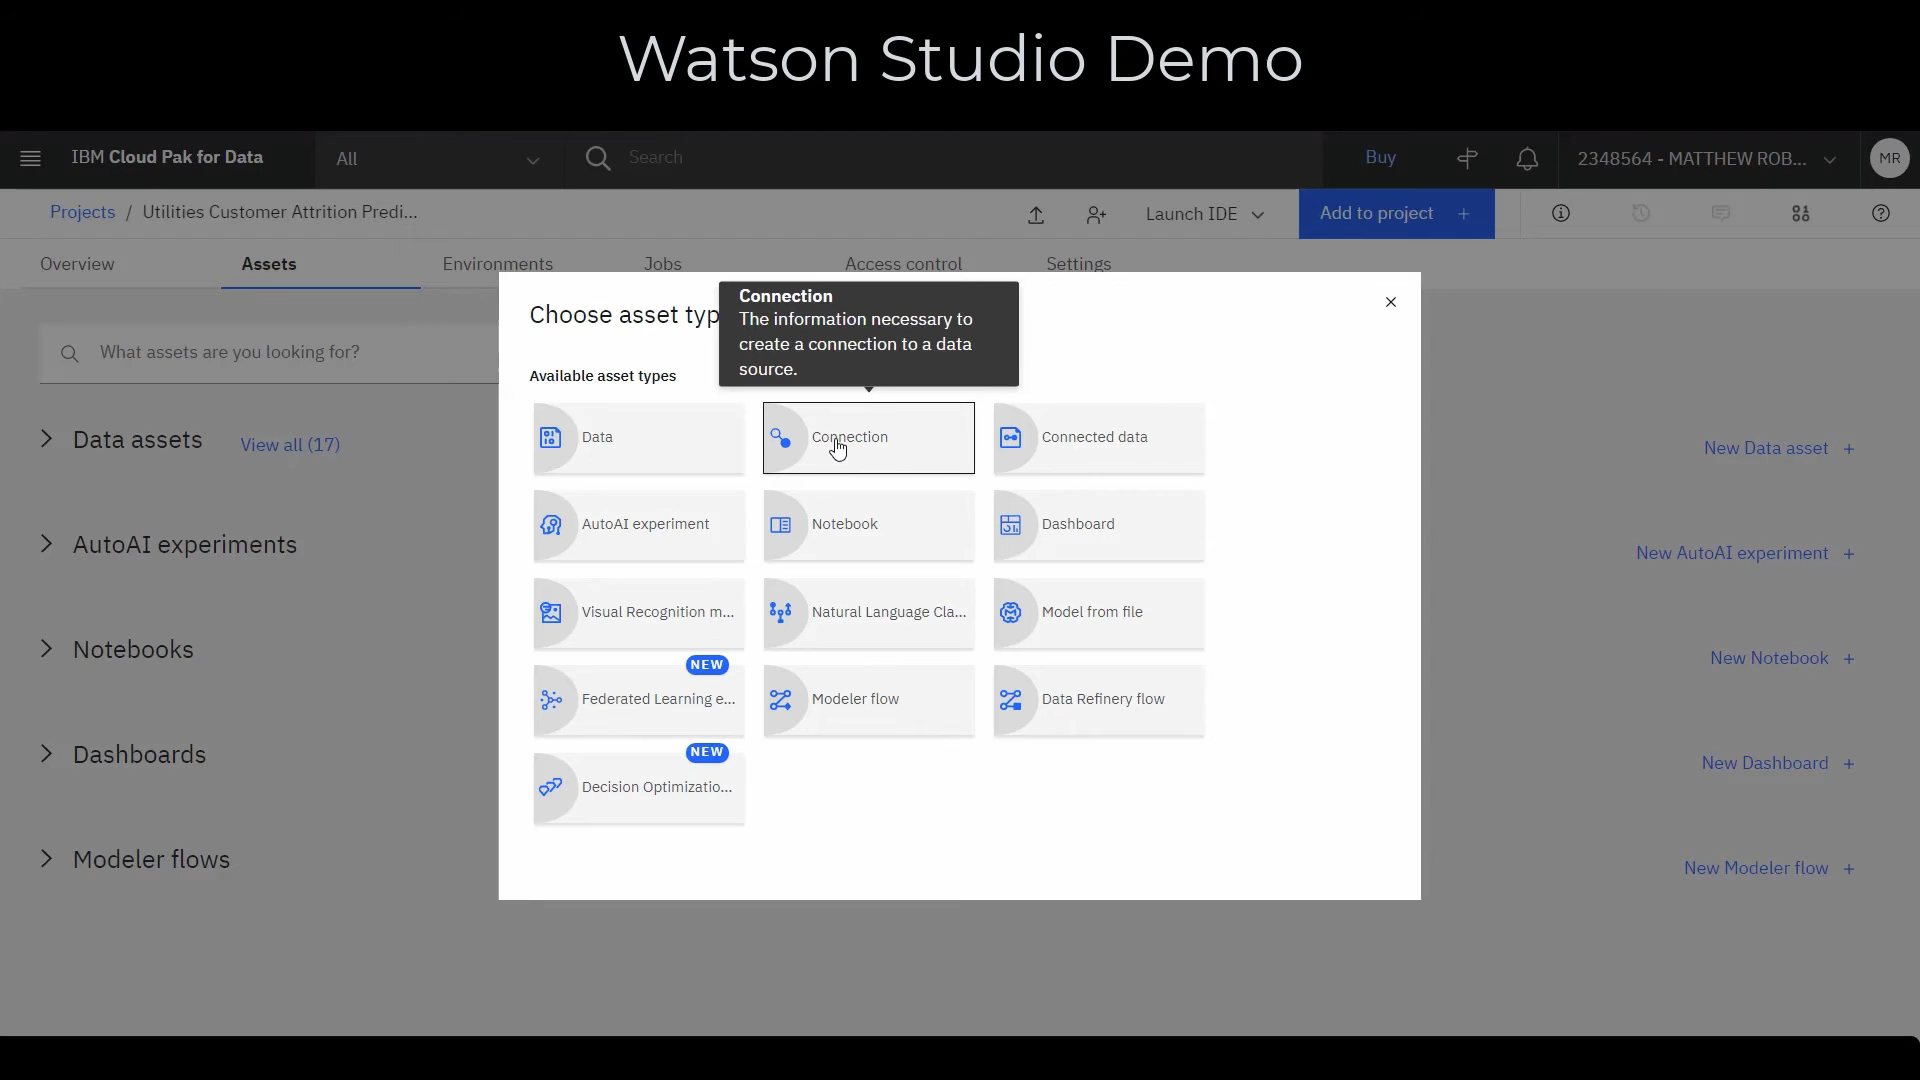 Watson Studio Demo
IBM Cloud Pak for Data
All
Search
Buy
2348564 - MATTHEW ROB...
MR
Projects / Utilities Customer Attrition Predi...
Launch IDE
Add to project +
Overview
Assets
Environments
Jobs
Access control
Settings
Choose asset typ
Connection
The information necessary to
create a connection to a data
source.
What assets are you looking for?
Available asset types
Data
Connection
Connected data
Data assets
View all (17)
New Data asset +
AutoAI experiment
Notebook
Dashboard
AutoAI experiments
New AutoAI experiment +
Visual Recognition m...
Natural Language Cla...
Model from file
Notebooks
New Notebook +
NEW
Federated Learning e...
Modeler flow
Data Refinery flow
Dashboards
New Dashboard +
NEW
Decision Optimizatio...
Modeler flows
New Modeler flow +